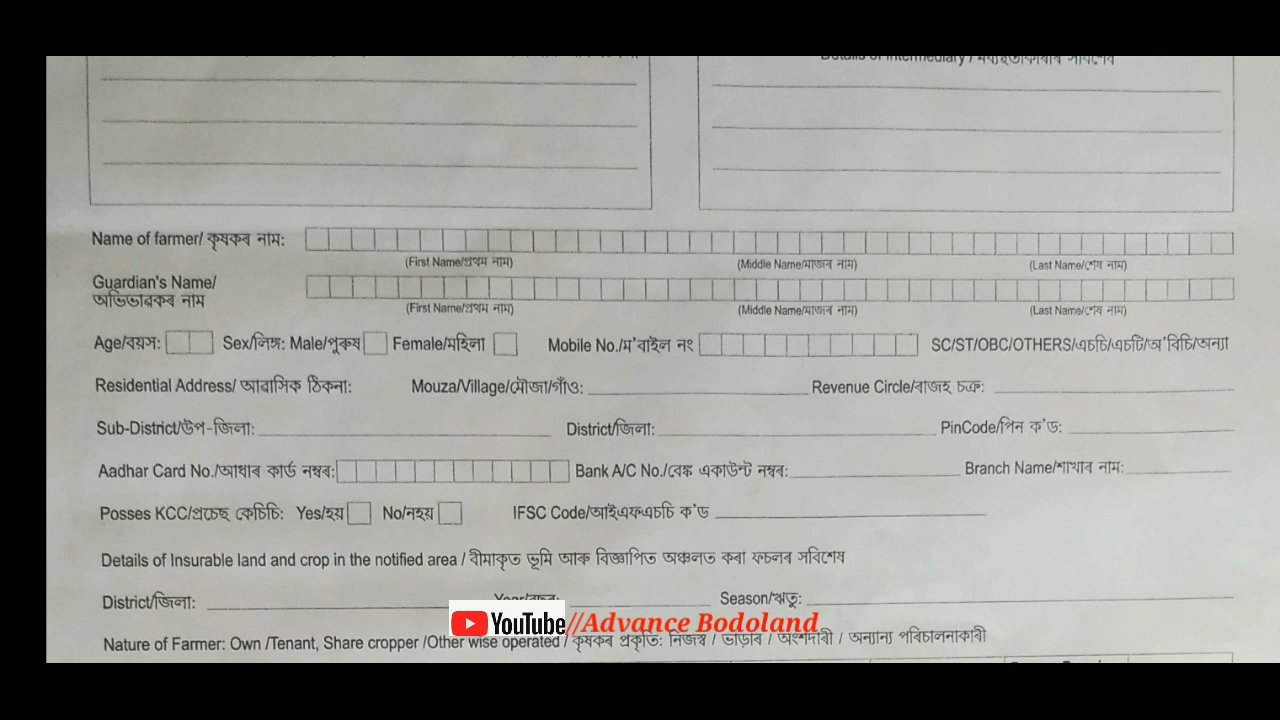 Details of Intermediary / মধ্যস্থতাকাৰীৰ সবিশেষ
Name of farmer/ কৃষকৰ নাম:
(First Name/প্ৰথম নাম) (Middle Name/মাজৰ নাম) (Last Name/শেষ নাম)
Guardian's Name/
অভিভাৱকৰ নাম
(First Name/প্ৰথম নাম) (Middle Name/মাজৰ নাম) (Last Name/শেষ নাম)
Age/বয়স: Sex/লিঙ্গ: Male/পুৰুষ Female/মহিলা Mobile No./ম'বাইল নং SC/ST/OBC/OTHERS/এচচি/এচটি/অ'বিচি/অন্যা
Residential Address/ আৱাসিক ঠিকনা: Mouza/Village/মৌজা/গাঁও: Revenue Circle/ৰাজহ চক্ৰ:
Sub-District/উপ-জিলা: District/জিলা: PinCode/পিন ক'ড:
Aadhar Card No./আধাৰ কাৰ্ড নম্বৰ: Bank A/C No./বেঙ্ক একাউন্ট নম্বৰ: Branch Name/শাখাৰ নাম:
Posses KCC/প্ৰচেছ কেচিচি: Yes/হয় No/নহয় IFSC Code/আইএফএচচি ক'ড
Details of Insurable land and crop in the notified area / বীমাকৃত ভূমি আৰু বিজ্ঞাপিত অঞ্চলত কৰা ফচলৰ সবিশেষ
District/জিলা: Year/বছৰ: Season/ঋতু:
YouTube//Advance Bodoland
Nature of Farmer: Own /Tenant, Share cropper /Other wise operated / কৃষকৰ প্ৰকৃতি: নিজস্ব / ভাড়াৰ / অংশীদাৰী / অন্যান্য পৰিচালনাকাৰী